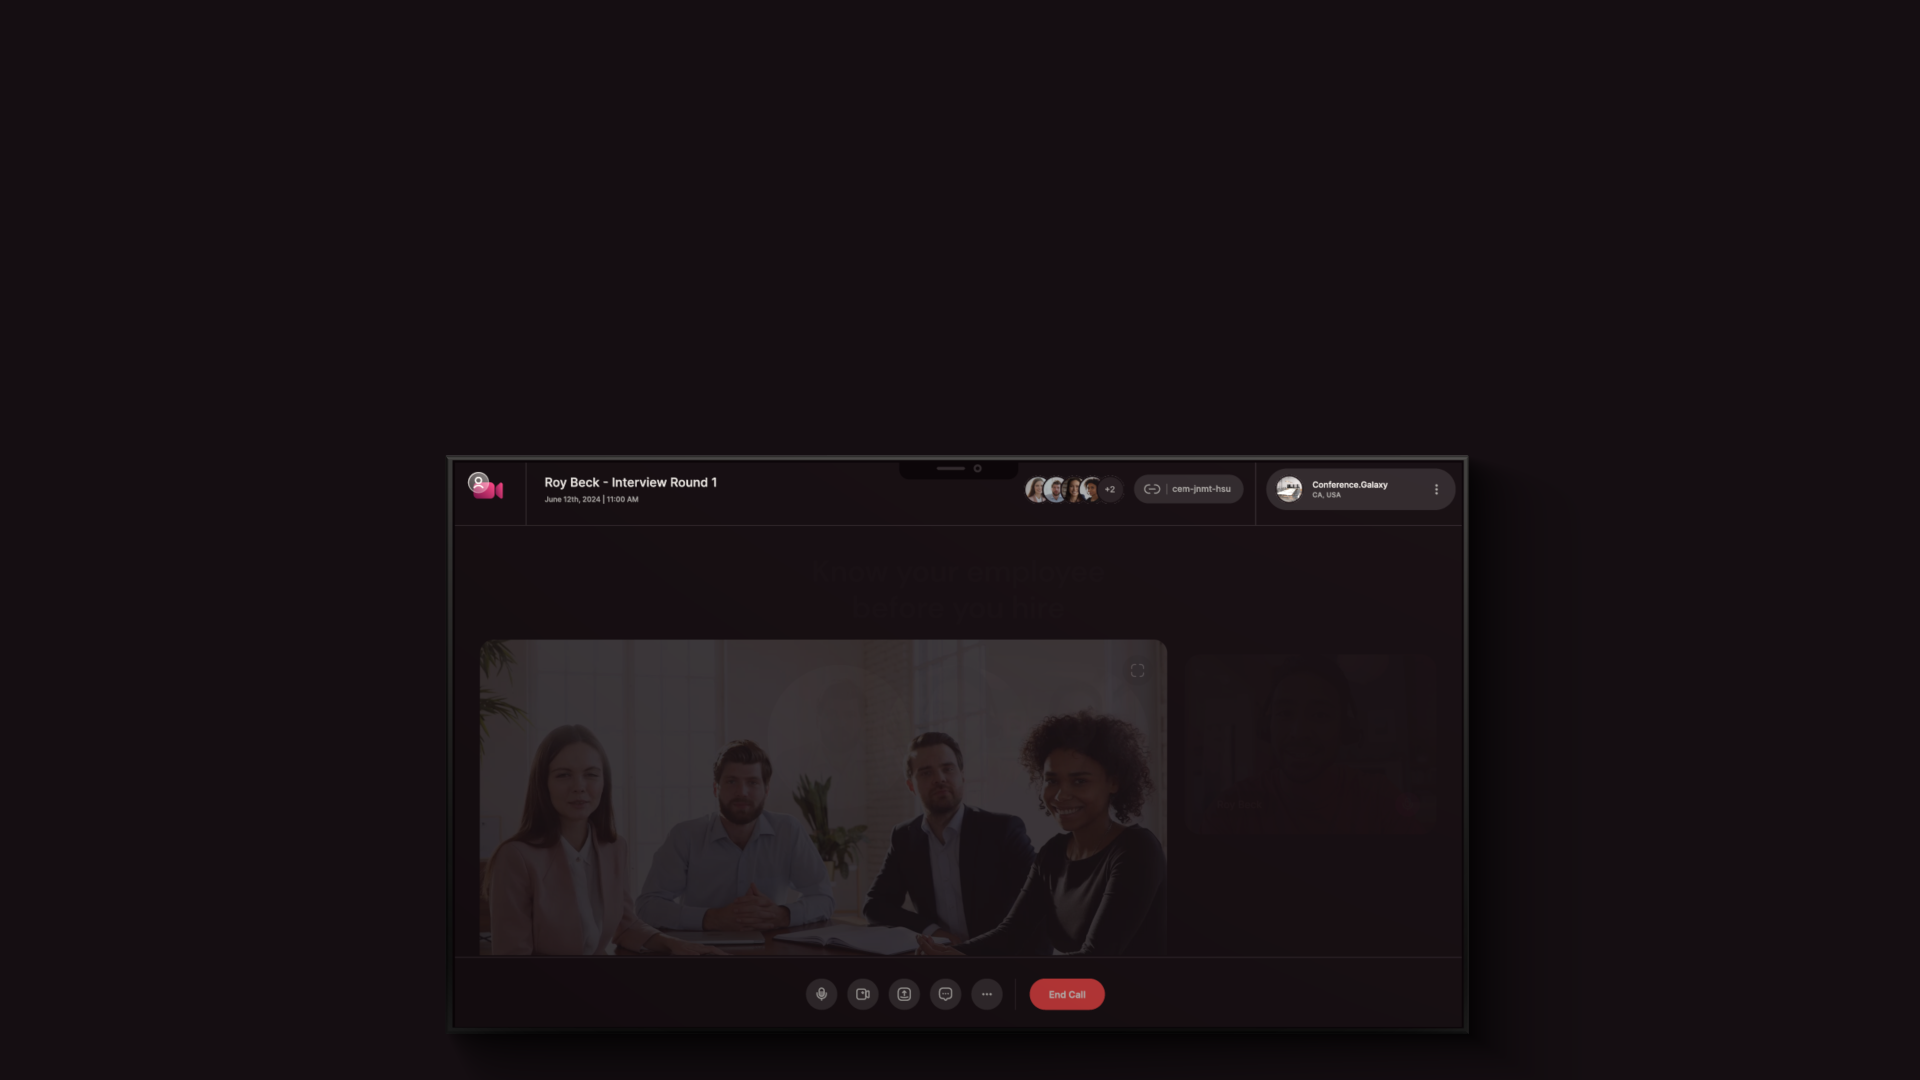 Roy Beck - Interview Round 1
June 12th, 2024 | 11:00 AM
+2
cem-jnmt-hsu
Conference.Galaxy
CA, USA
Know your employee
before you hire
End Call